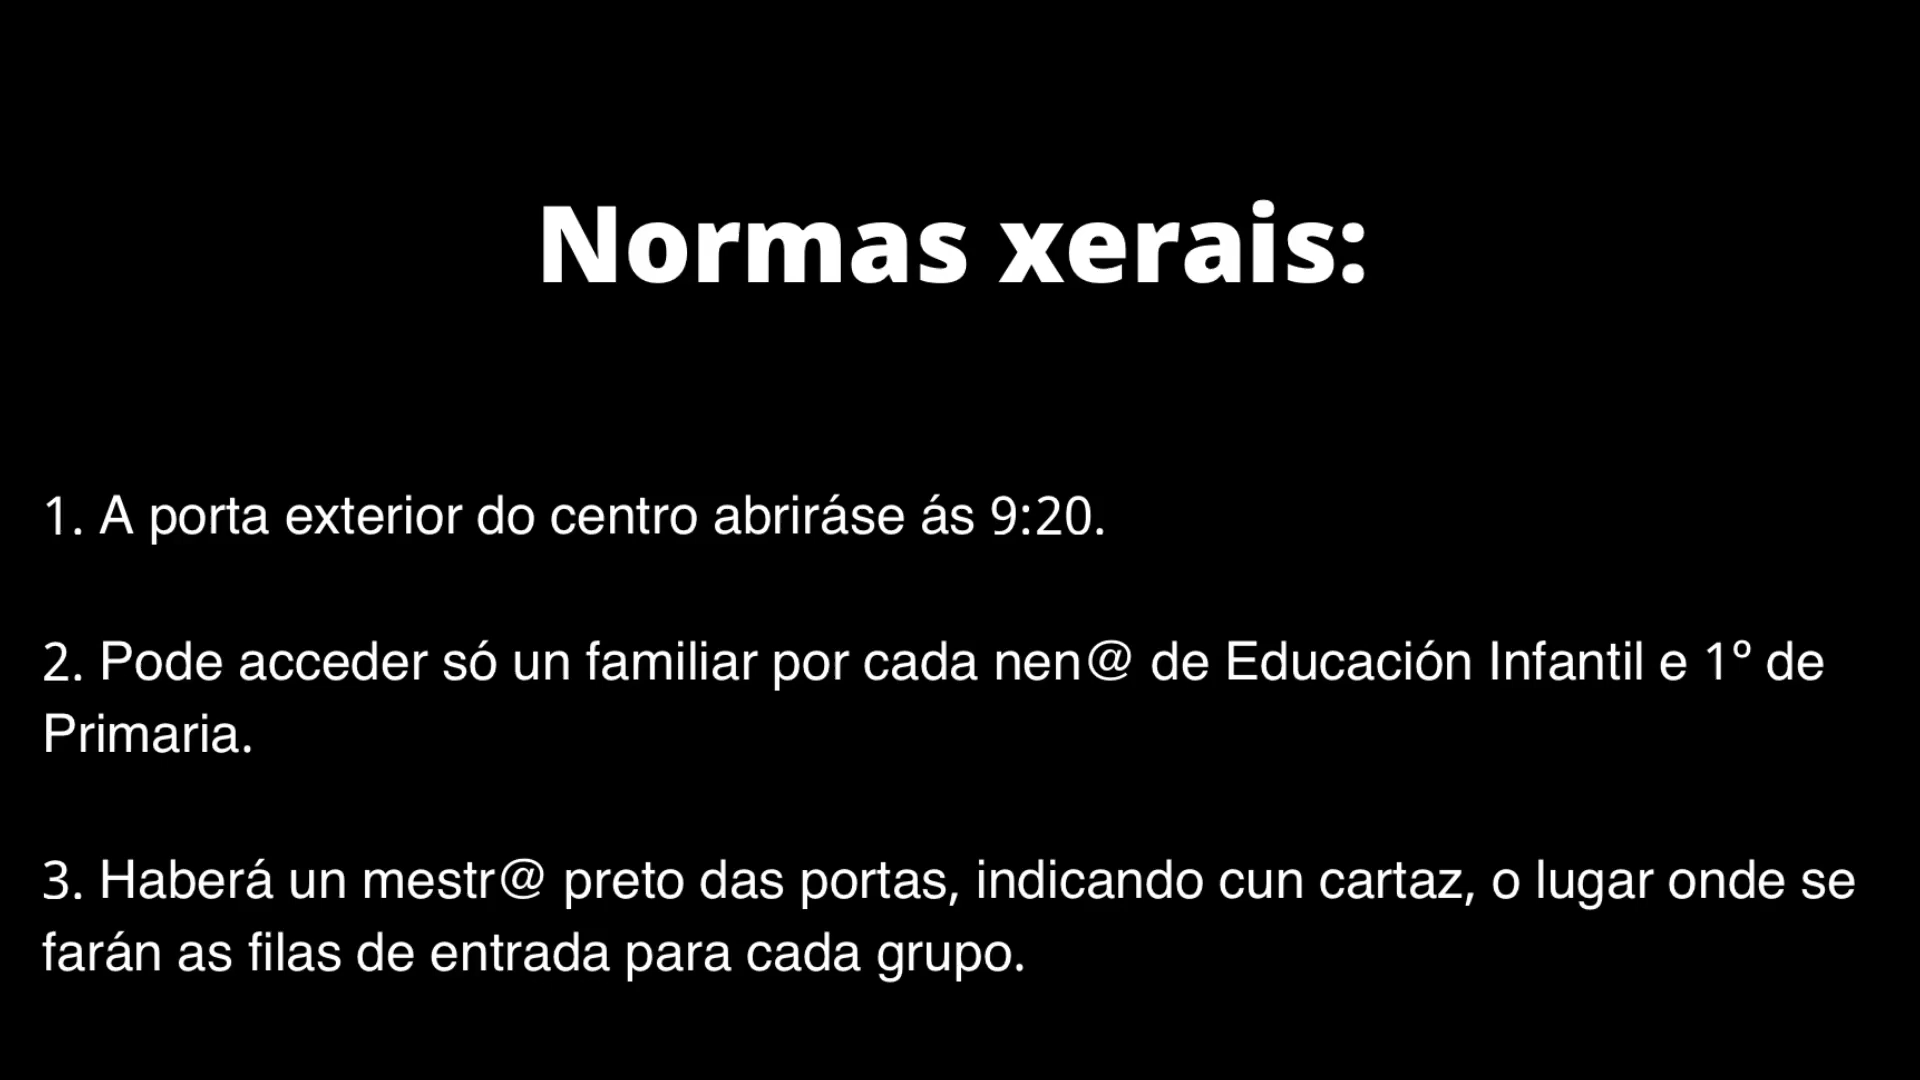 Normas xerais:
1. A porta exterior do centro abriráse ás 9:20.
2. Pode acceder só un familiar por cada nen@ de Educación Infantil e 1º de
Primaria.
3. Haberá un mestr@ preto das portas, indicando cun cartaz, o lugar onde se
farán as filas de entrada para cada grupo.